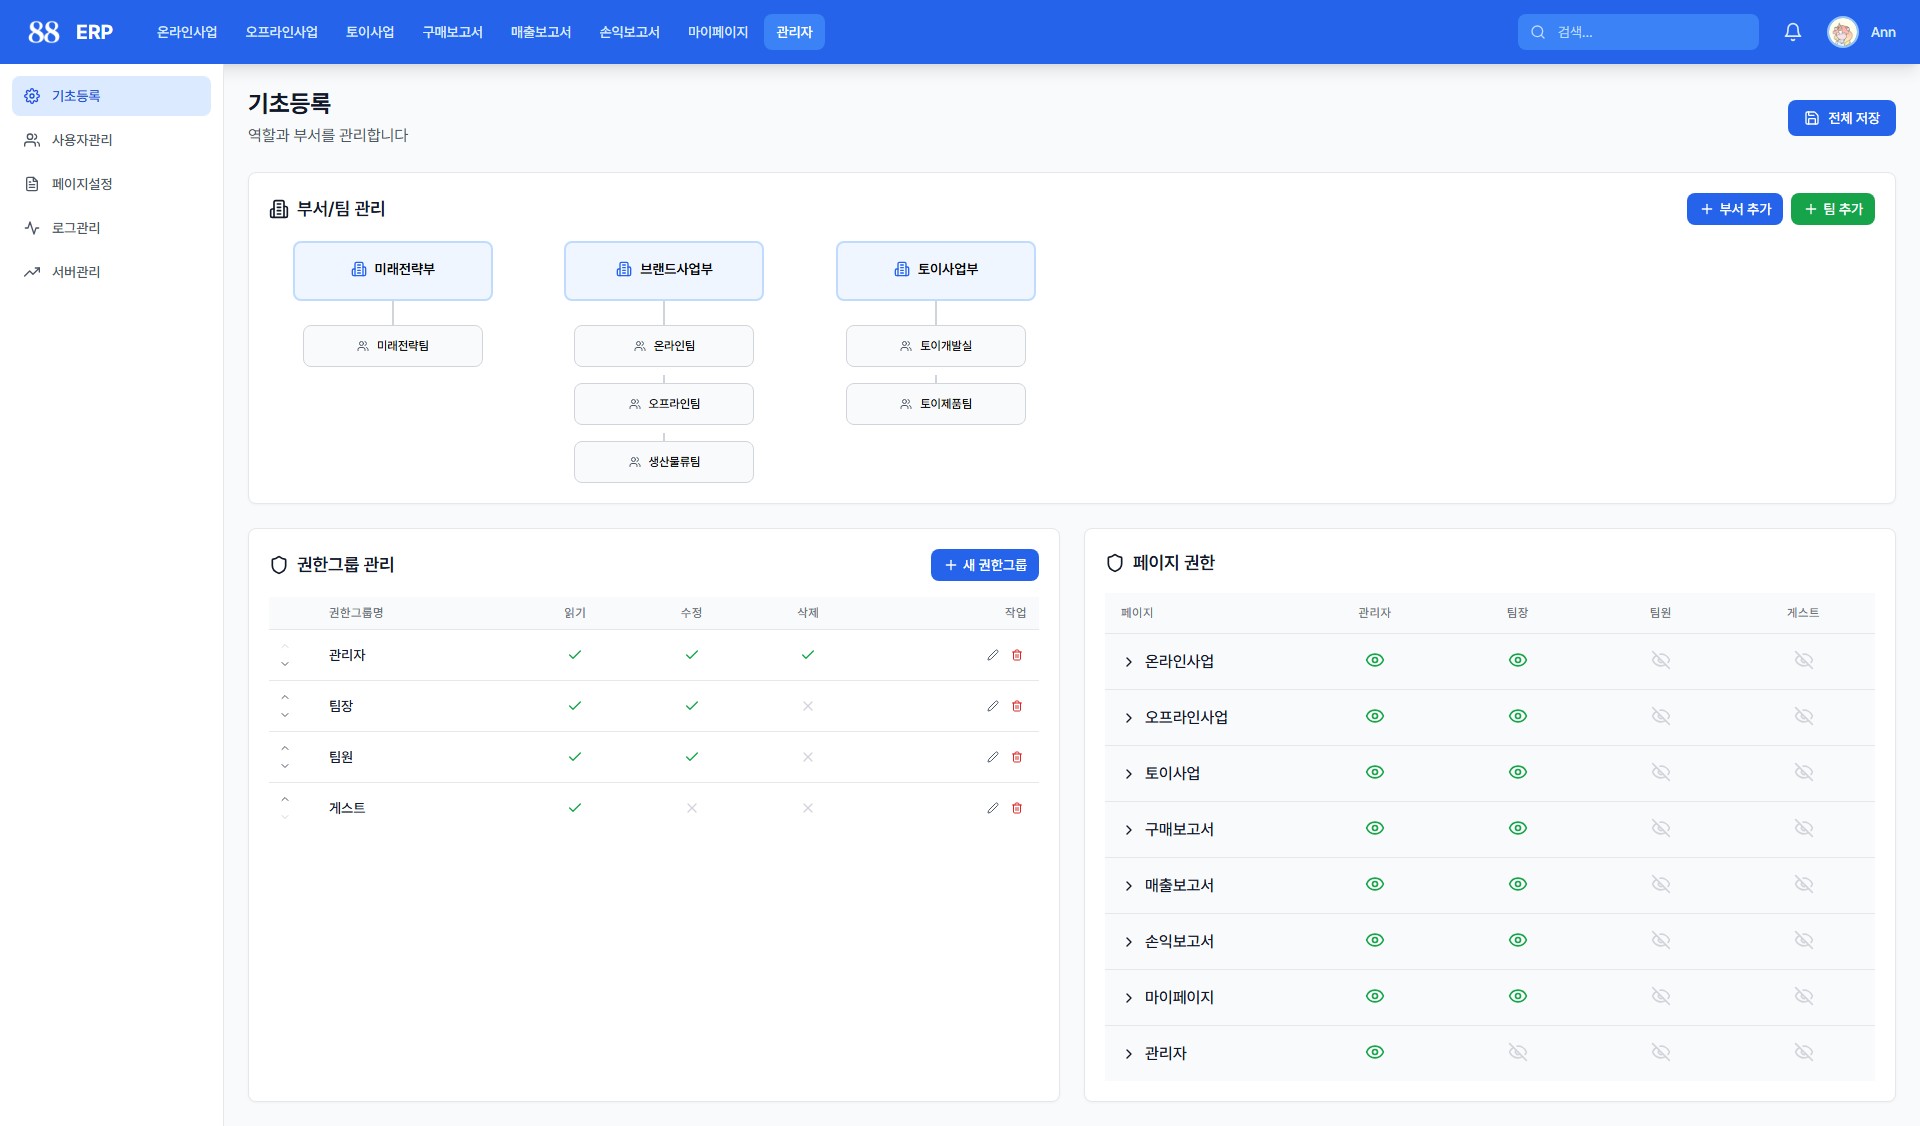 88 ERP 온라인사업 오프라인사업 토이사업 구매보고서 매출보고서 손익보고서 마이페이지 관리자 검색... Ann
기초등록
사용자관리
페이지설정
로그관리
서버관리
기초등록
역할과 부서를 관리합니다
전체 저장
부서/팀 관리
부서 추가 팀 추가
미래전략부 브랜드사업부 토이사업부
미래전략팀 온라인팀 토이개발실
오프라인팀 토이제품팀
생산물류팀
권한그룹 관리
새 권한그룹
권한그룹명 읽기 수정 삭제 작업
관리자
팀장
팀원
게스트
페이지 권한
페이지 관리자 팀장 팀원 게스트
온라인사업
오프라인사업
토이사업
구매보고서
매출보고서
손익보고서
마이페이지
관리자